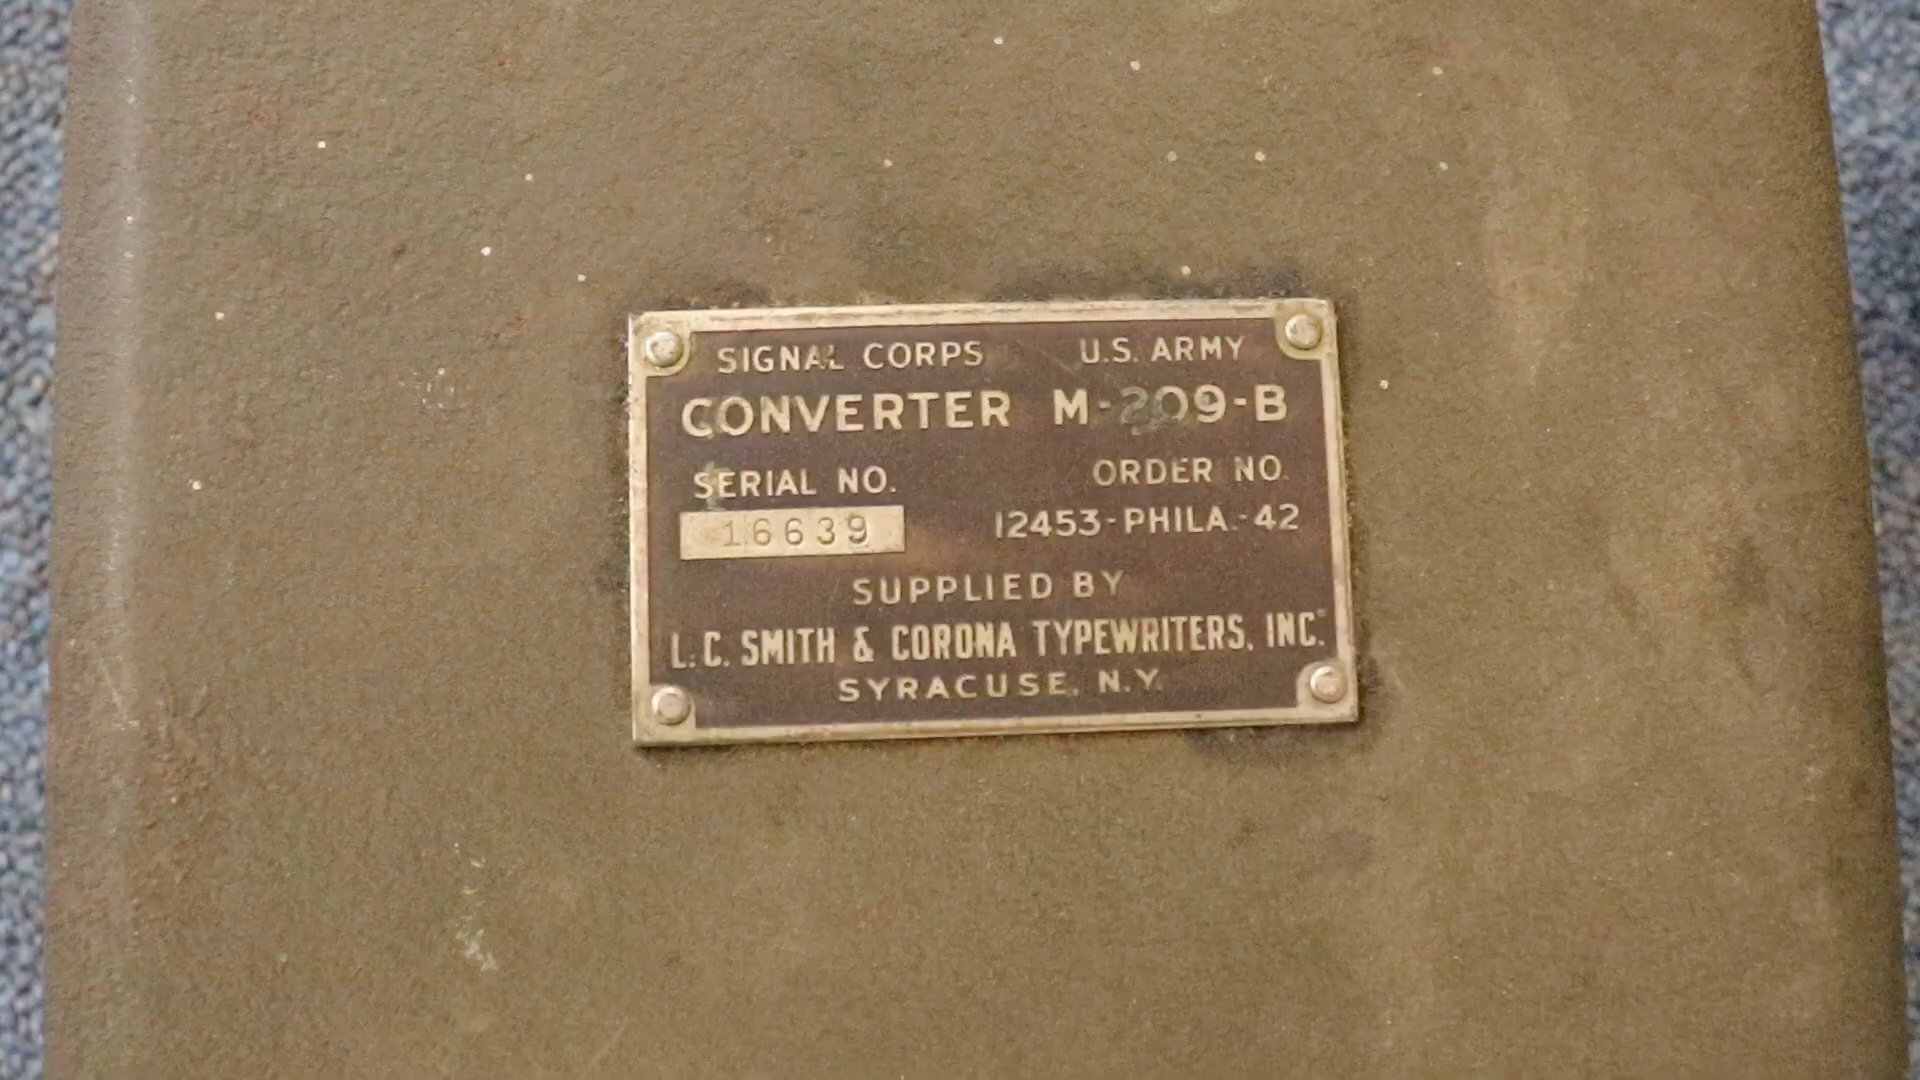 SIGNAL CORPS U.S. ARMY
CONVERTER M-209-B
SERIAL NO. ORDER NO.
16639 12453-PHILA.-42
SUPPLIED BY
L.C. SMITH & CORONA TYPEWRITERS, INC.
SYRACUSE, N.Y.